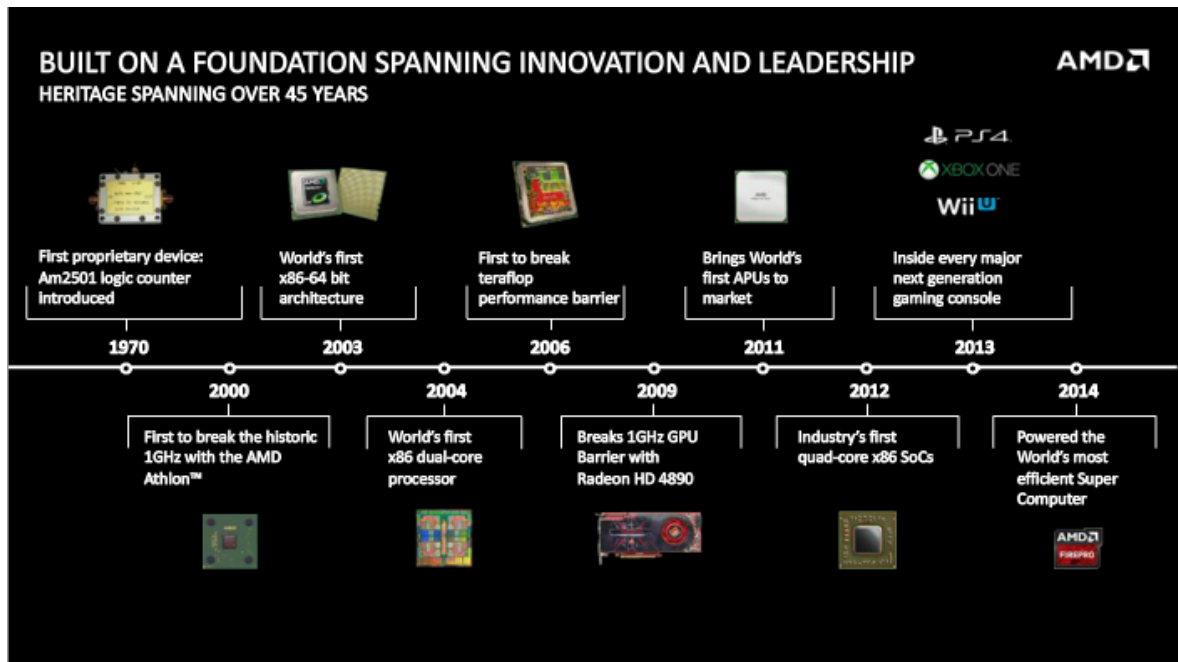 BUILT ON A FOUNDATION SPANNING INNOVATION AND LEADERSHIP
AMD
HERITAGE SPANNING OVER 45 YEARS
First proprietary device:
Am2501 logic counter
introduced
1970
First to break the historic
1GHz with the AMD
Athlon™
2000
World's first
x86-64 bit
architecture
2003
World's first
x86 dual-core
processor
2004
First to break
teraflop
performance barrier
2006
Breaks 1GHz GPU
Barrier with
Radeon HD 4890
2009
Brings World's
first APUs to
market
2011
Industry's first
quad-core x86 SoCs
2012
PS4
XBOX ONE
Wii U
Inside every major
next generation
gaming console
2013
2014
Powered the
World's most
efficient Super
Computer
AMD
FIREPRO